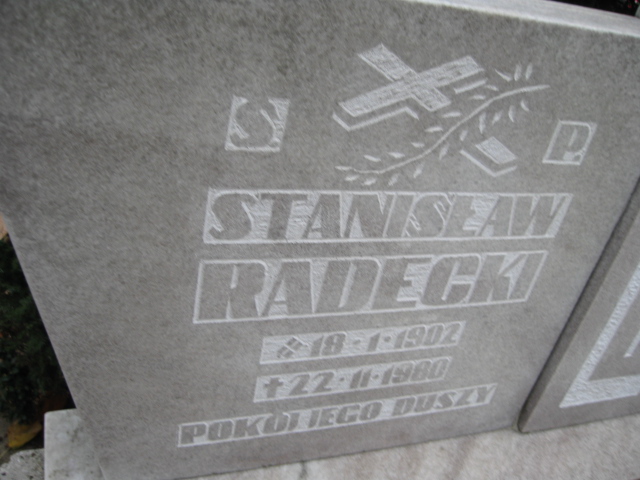 Ś. P.
STANISŁAW
RADECKI
* 18·1·1902
✝ 22·11·1980
POKÓJ JEGO DUSZY